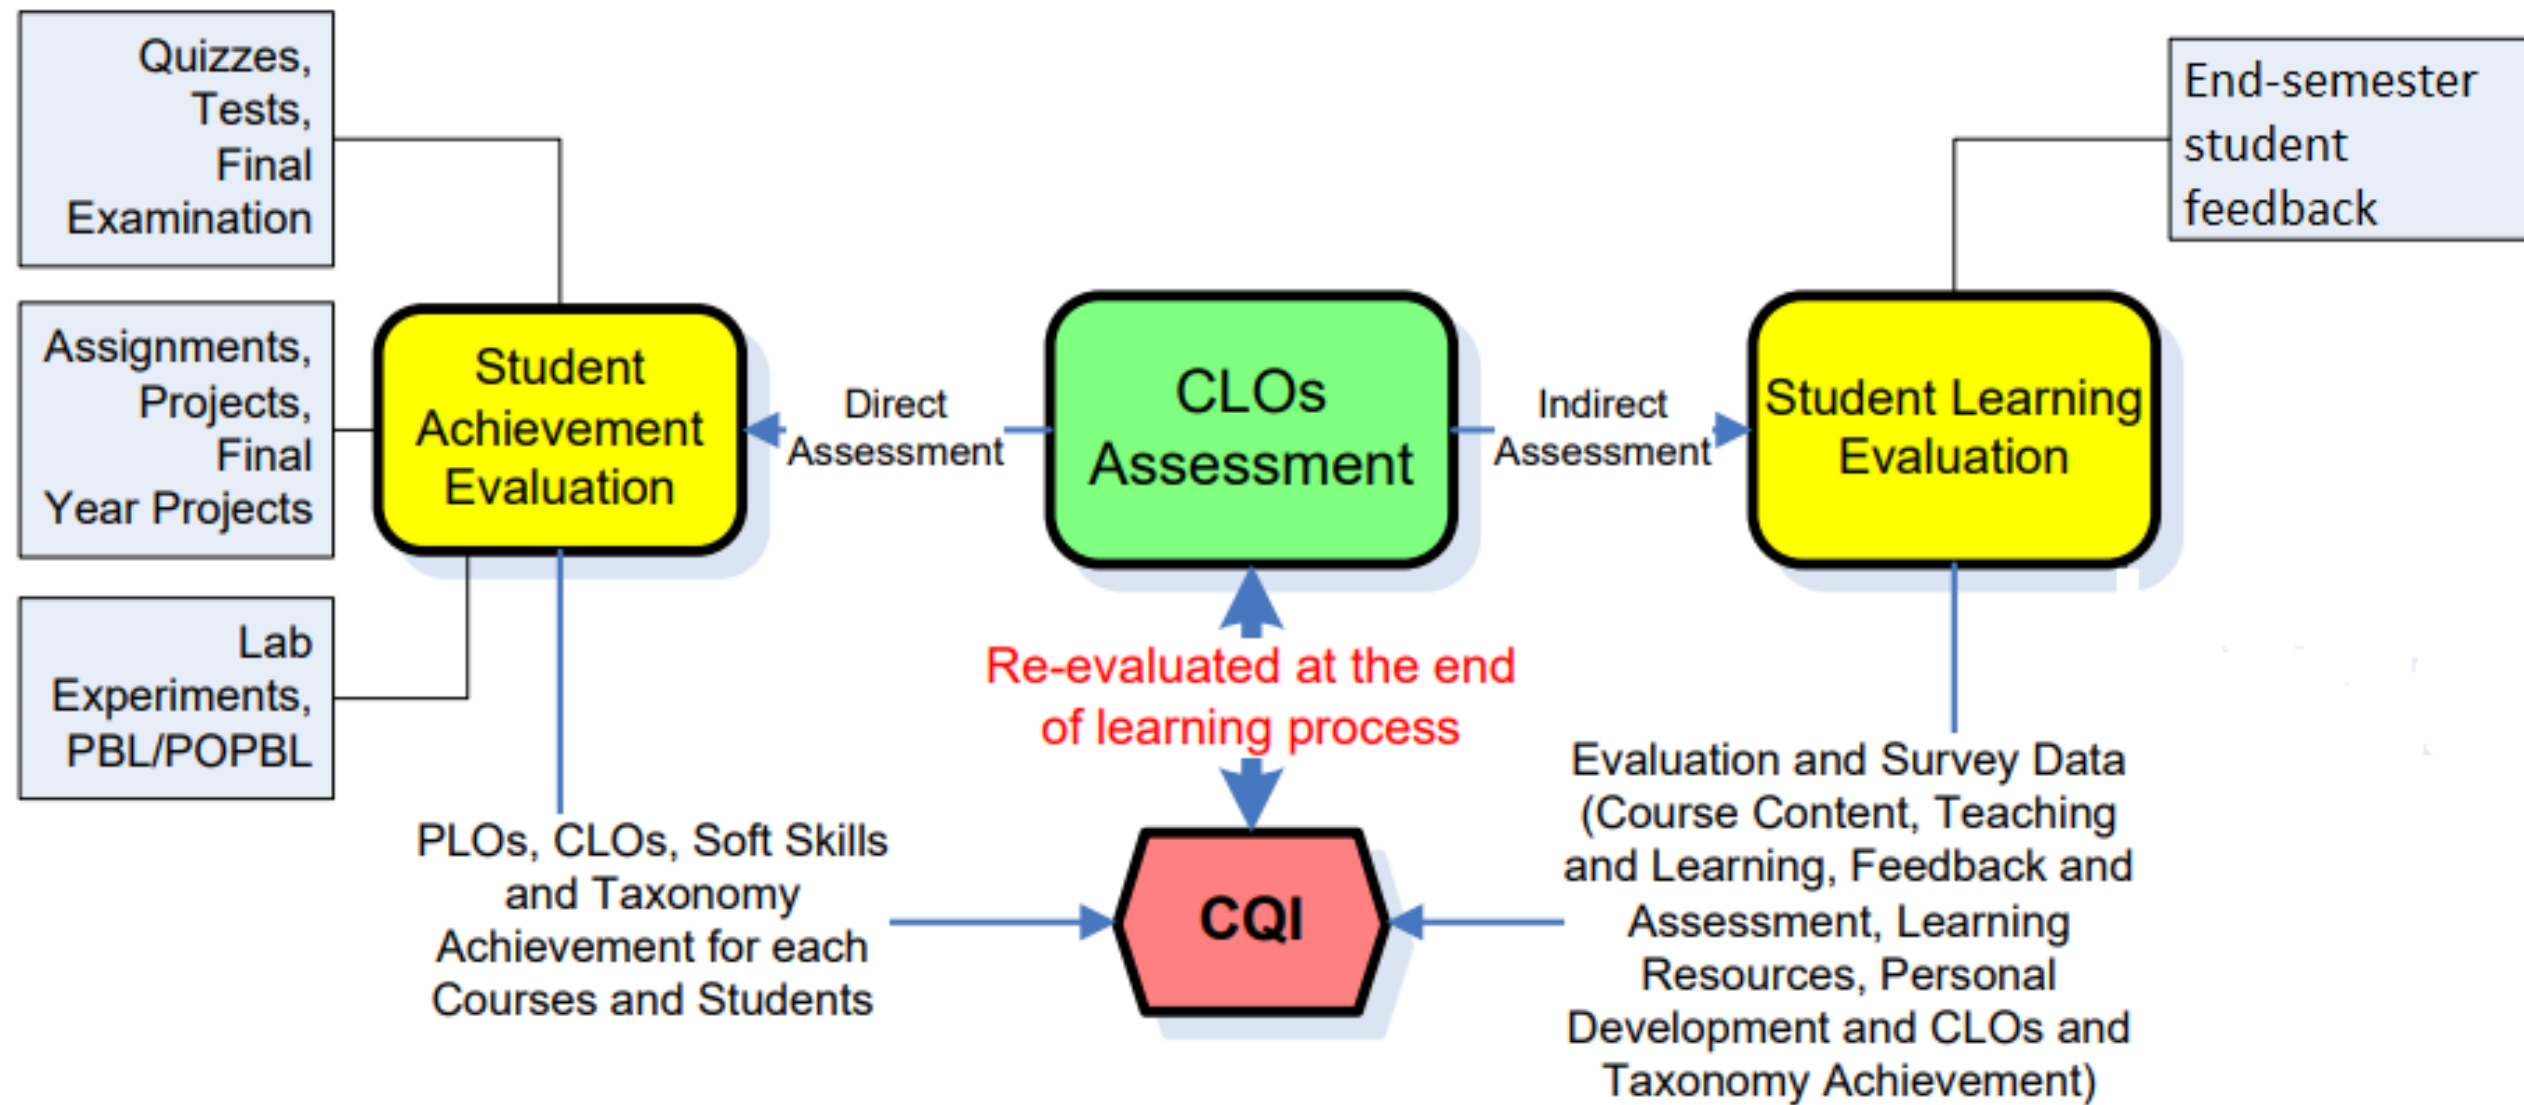 Quizzes,
Tests,
Final
Examination
Assignments,
Projects,
Final
Year Projects
Lab
Experiments,
PBL/POPBL
Student
Achievement
Evaluation
Direct
Assessment
CLOs
Assessment
Indirect
Assessment
Student Learning
Evaluation
End-semester
student
feedback
Re-evaluated at the end
of learning process
PLOs, CLOs, Soft Skills
and Taxonomy
Achievement for each
Courses and Students
CQI
Evaluation and Survey Data
(Course Content, Teaching
and Learning, Feedback and
Assessment, Learning
Resources, Personal
Development and CLOs and
Taxonomy Achievement)